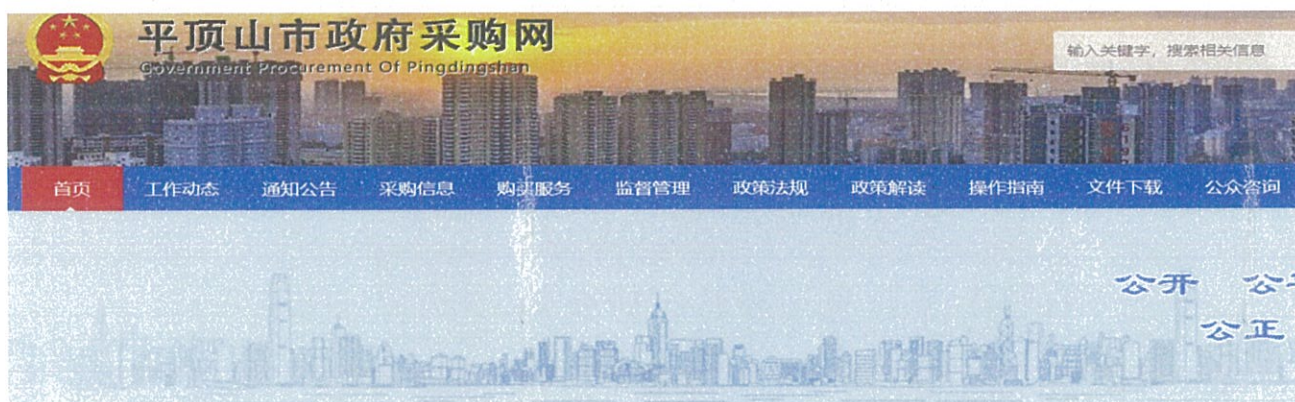 平顶山市政府采购网
Government Procurement Of Pingdingshan
输入关键字，搜索相关信息
首页 工作动态 通知公告 采购信息 购买服务 监督管理 政策法规 政策解读 操作指南 文件下载 公众咨询
公开 公
公正